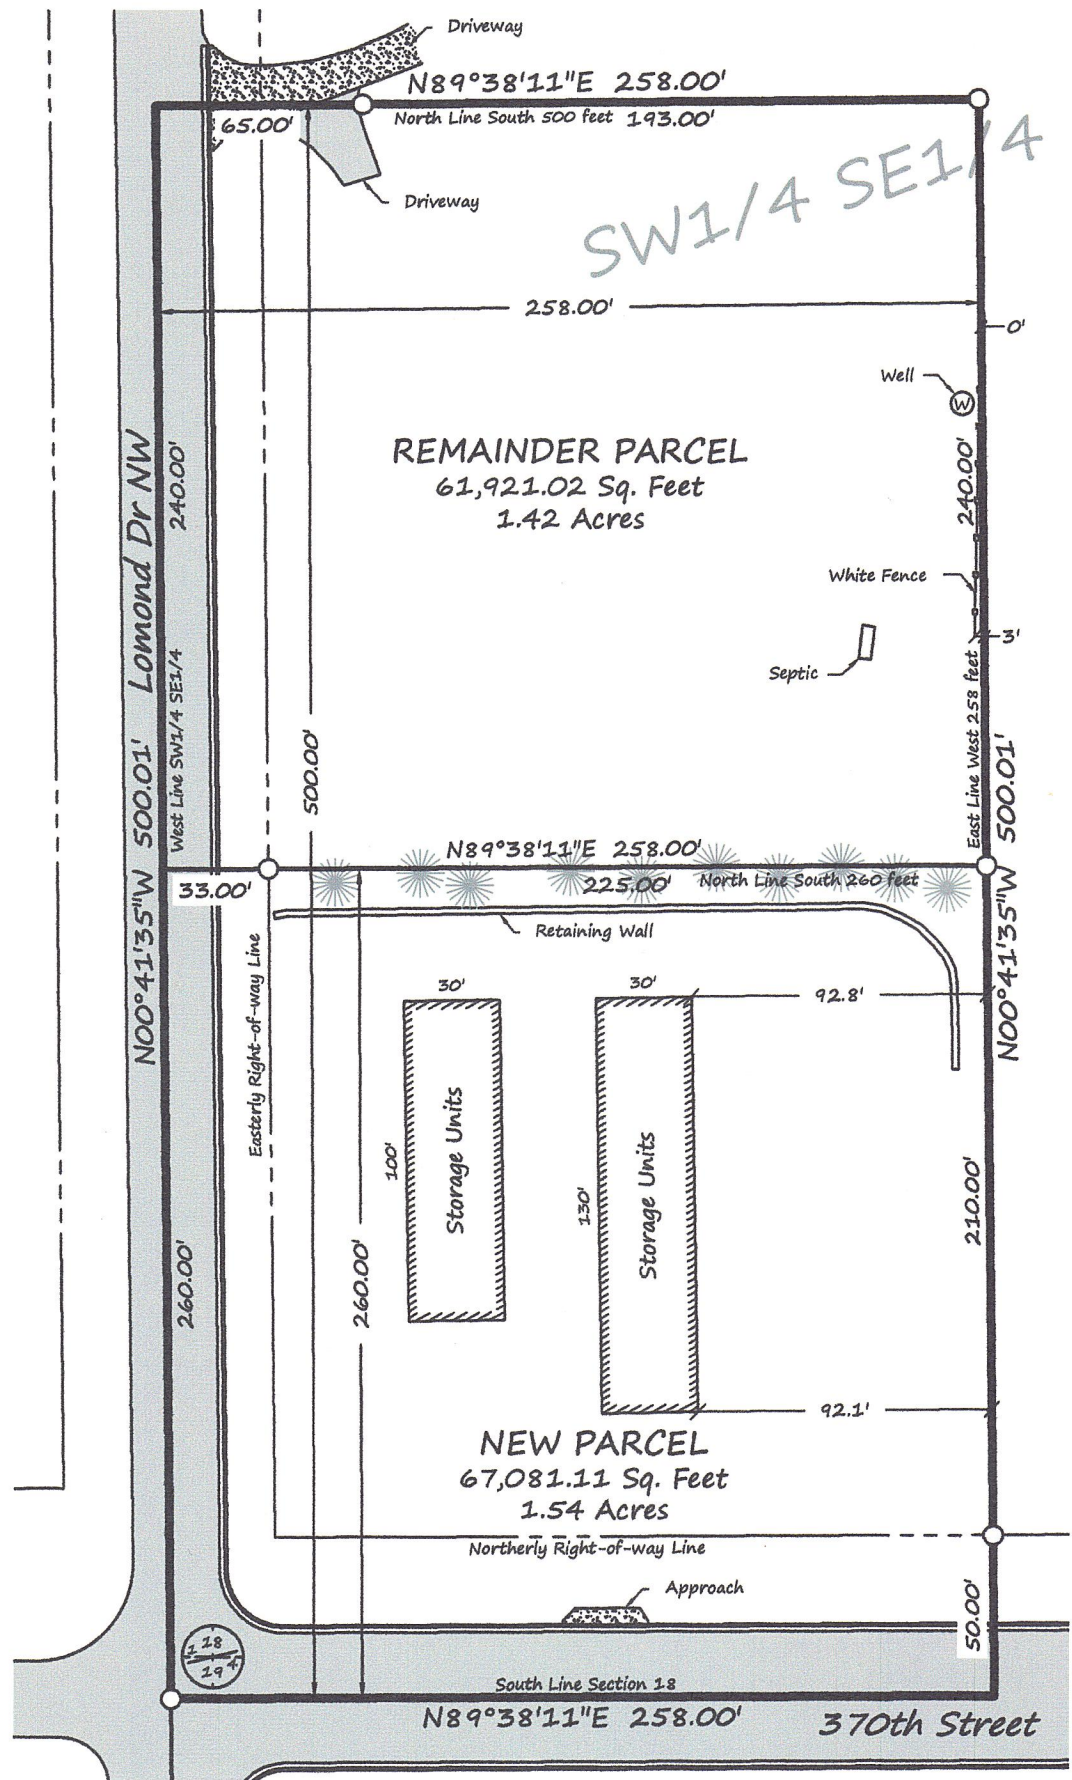 Driveway
N89°38'11"E 258.00'
65.00'
North Line South 500 feet 193.00'
SW1/4 SE1/4
Driveway
258.00'
0'
Well
W
REMAINDER PARCEL
61,921.02 Sq. Feet
1.42 Acres
240.00'
240.00'
Lomond Dr NW
White Fence
3'
Septic
West Line SW1/4 SE1/4
East Line West 258 feet
500.00'
N00°41'35"W 500.01'
N00°41'35"W 500.01'
N89°38'11"E 258.00'
33.00'
225.00'
North Line South 260 feet
Retaining Wall
Easterly Right-of-way Line
30'
30'
92.8'
100'
Storage Units
130'
Storage Units
210.00'
260.00'
260.00'
92.1'
NEW PARCEL
67,081.11 Sq. Feet
1.54 Acres
Northerly Right-of-way Line
Approach
50.00'
18
1 4
19
South Line Section 18
N89°38'11"E 258.00'
370th Street